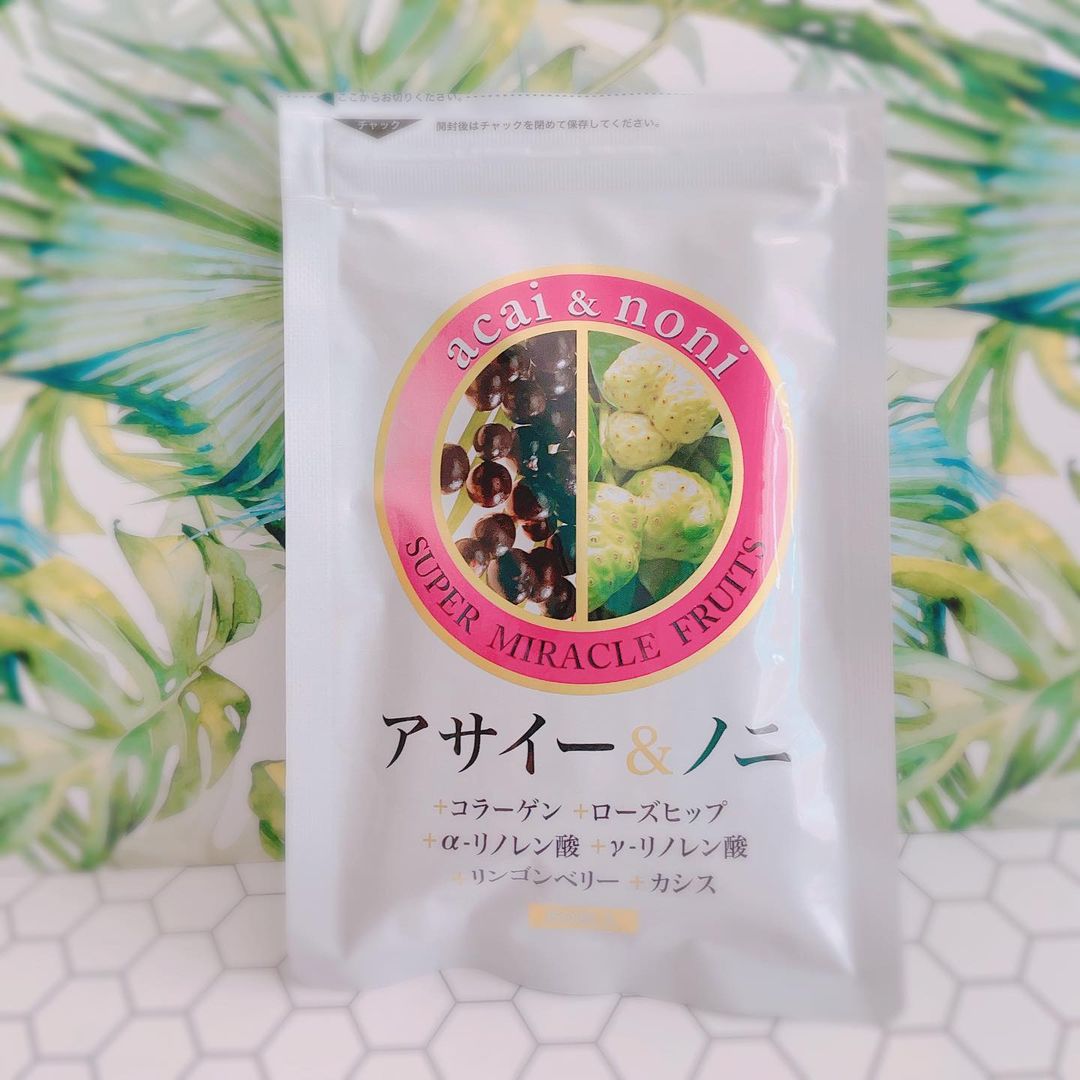 ここからお切りください。
チャック 開封後はチャックを閉めて保存してください。
acai & noni
SUPER MIRACLE FRUITS
アサイー&ノニ
+コラーゲン +ローズヒップ
+α-リノレン酸 +γ-リノレン酸
+リンゴンベリー +カシス